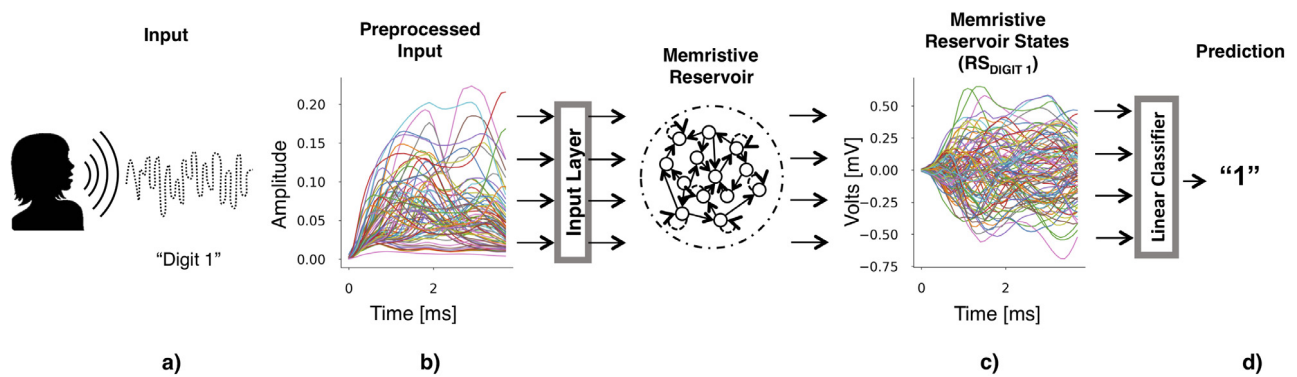 Input
“Digit 1”
a)
Preprocessed
Input
Amplitude
0.20
0.15
0.10
0.05
0.00
0
2
Time [ms]
b)
Input Layer
Memristive
Reservoir
Memristive
Reservoir States
(RS_DIGIT 1)
Volts [mV]
0.50
0.25
0.00
−0.25
−0.50
−0.75
0
2
Time [ms]
c)
Linear Classifier
Prediction
“1”
d)